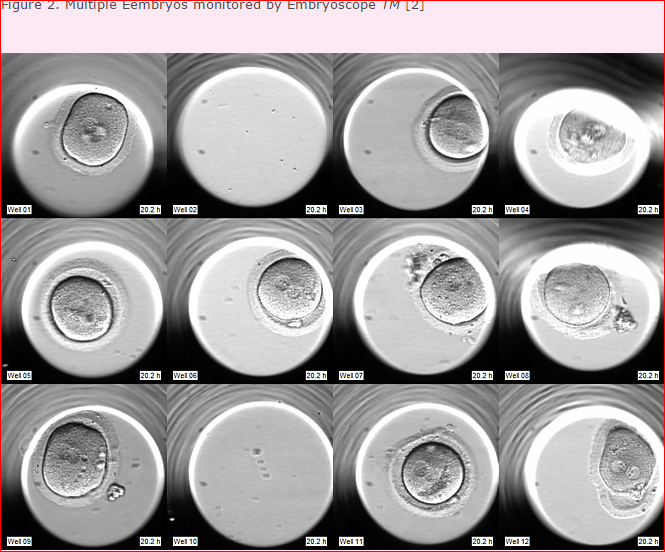 Figure 2. Multiple Eembryos monitored by Embryoscope TM [2]
Well 01 20.2 h Well 02 20.2 h Well 03 20.2 h Well 04 20.2 h
Well 05 20.2 h Well 06 20.2 h Well 07 20.2 h Well 08 20.2 h
Well 09 20.2 h Well 10 20.2 h Well 11 20.2 h Well 12 20.2 h